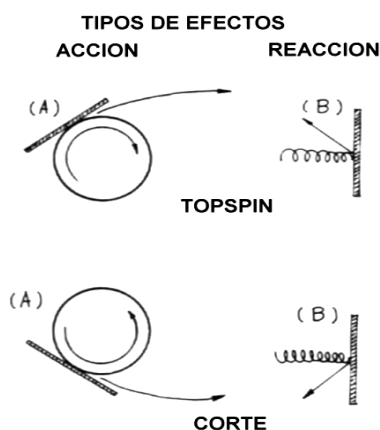 TIPOS DE EFECTOS
ACCION REACCION
(A) (B)
TOPSPIN
(A) (B)
CORTE